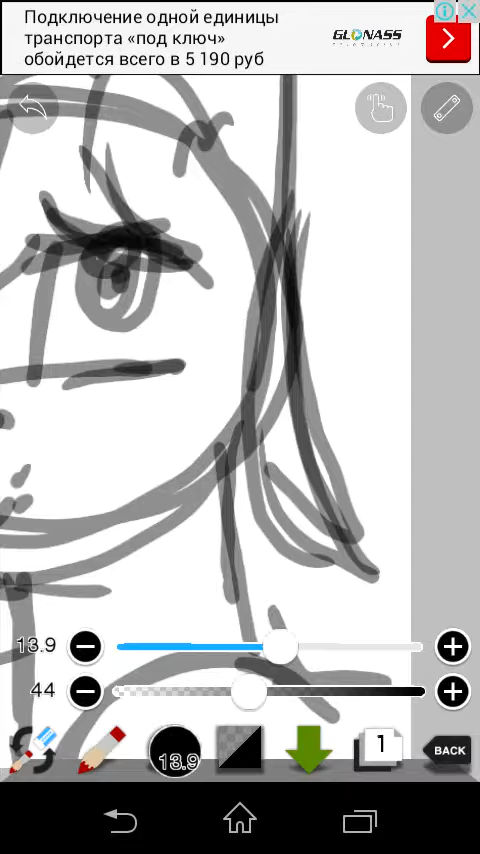 Подключение одной единицы
транспорта «под ключ»
обойдется всего в 5 190 руб
GLONASS
13.9
44
13.9
1
BACK